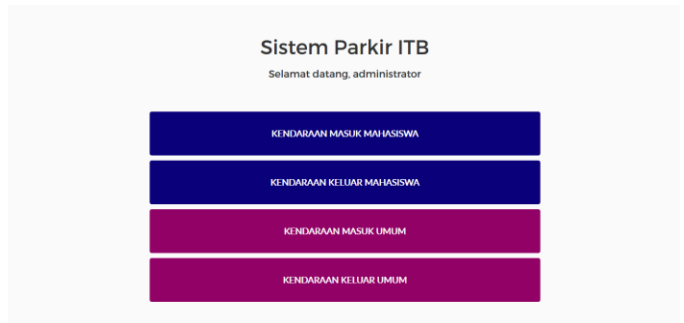 Sistem Parkir ITB
Selamat datang, administrator
KENDARAAN MASUK MAHASISWA
KENDARAAN KELUAR MAHASISWA
KENDARAAN MASUK UMUM
KENDARAAN KELUAR UMUM